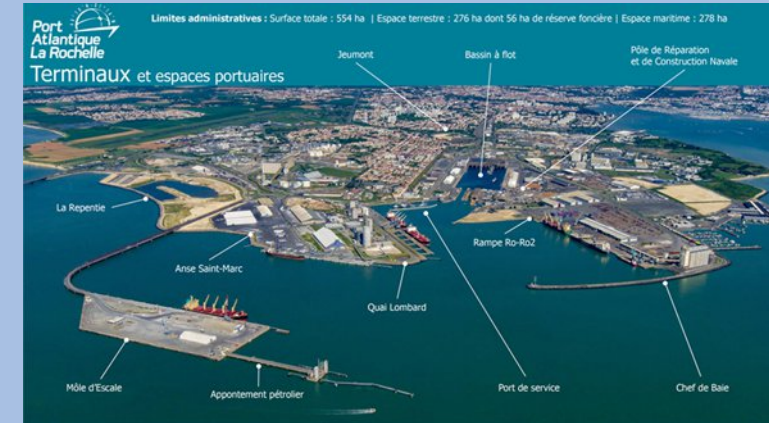 Port
Atlantique
La Rochelle
Limites administratives : Surface totale : 554 ha | Espace terrestre : 276 ha dont 56 ha de réserve foncière | Espace maritime : 278 ha
Terminaux et espaces portuaires
Jeumont
Bassin à flot
Pôle de Réparation
et de Construction Navale
La Repentie
Anse Saint-Marc
Rampe Ro-Ro2
Quai Lombard
Môle d'Escale
Appontement pétrolier
Port de service
Chef de Baie